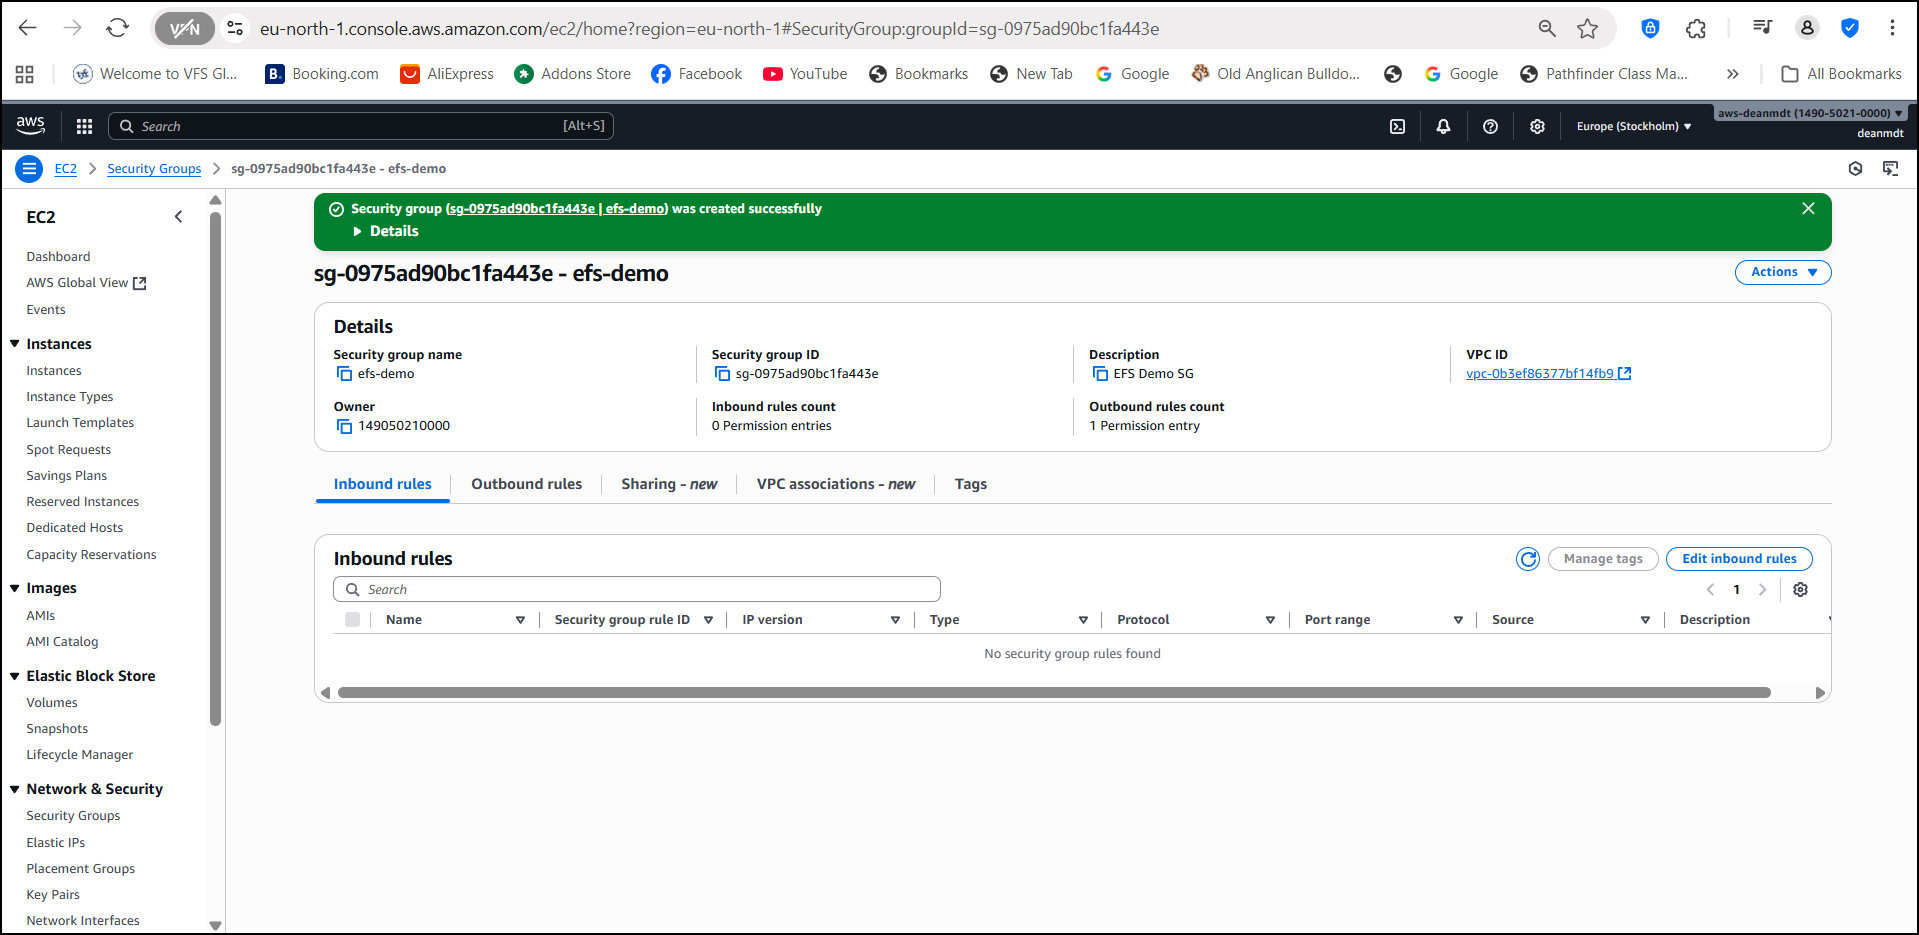 VPN
eu-north-1.console.aws.amazon.com/ec2/home?region=eu-north-1#SecurityGroup:groupId=sg-0975ad90bc1fa443e
Welcome to VFS Gl...
Booking.com
AliExpress
Addons Store
Facebook
YouTube
Bookmarks
New Tab
Google
Old Anglican Bulldo...
Google
Pathfinder Class Ma...
All Bookmarks
aws
Search
[Alt+S]
Europe (Stockholm)
aws-deanmdt (1490-5021-0000)
deanmdt
EC2
Security Groups
sg-0975ad90bc1fa443e - efs-demo
EC2
Dashboard
AWS Global View
Events
Instances
Instances
Instance Types
Launch Templates
Spot Requests
Savings Plans
Reserved Instances
Dedicated Hosts
Capacity Reservations
Images
AMIs
AMI Catalog
Elastic Block Store
Volumes
Snapshots
Lifecycle Manager
Network & Security
Security Groups
Elastic IPs
Placement Groups
Key Pairs
Network Interfaces
Security group (sg-0975ad90bc1fa443e | efs-demo) was created successfully
Details
sg-0975ad90bc1fa443e - efs-demo
Actions
Details
Security group name
efs-demo
Security group ID
sg-0975ad90bc1fa443e
Description
EFS Demo SG
VPC ID
vpc-0b3ef86377bf14fb9
Owner
149050210000
Inbound rules count
0 Permission entries
Outbound rules count
1 Permission entry
Inbound rules
Outbound rules
Sharing - new
VPC associations - new
Tags
Inbound rules
Manage tags
Edit inbound rules
Search
1
Name
Security group rule ID
IP version
Type
Protocol
Port range
Source
Description
No security group rules found